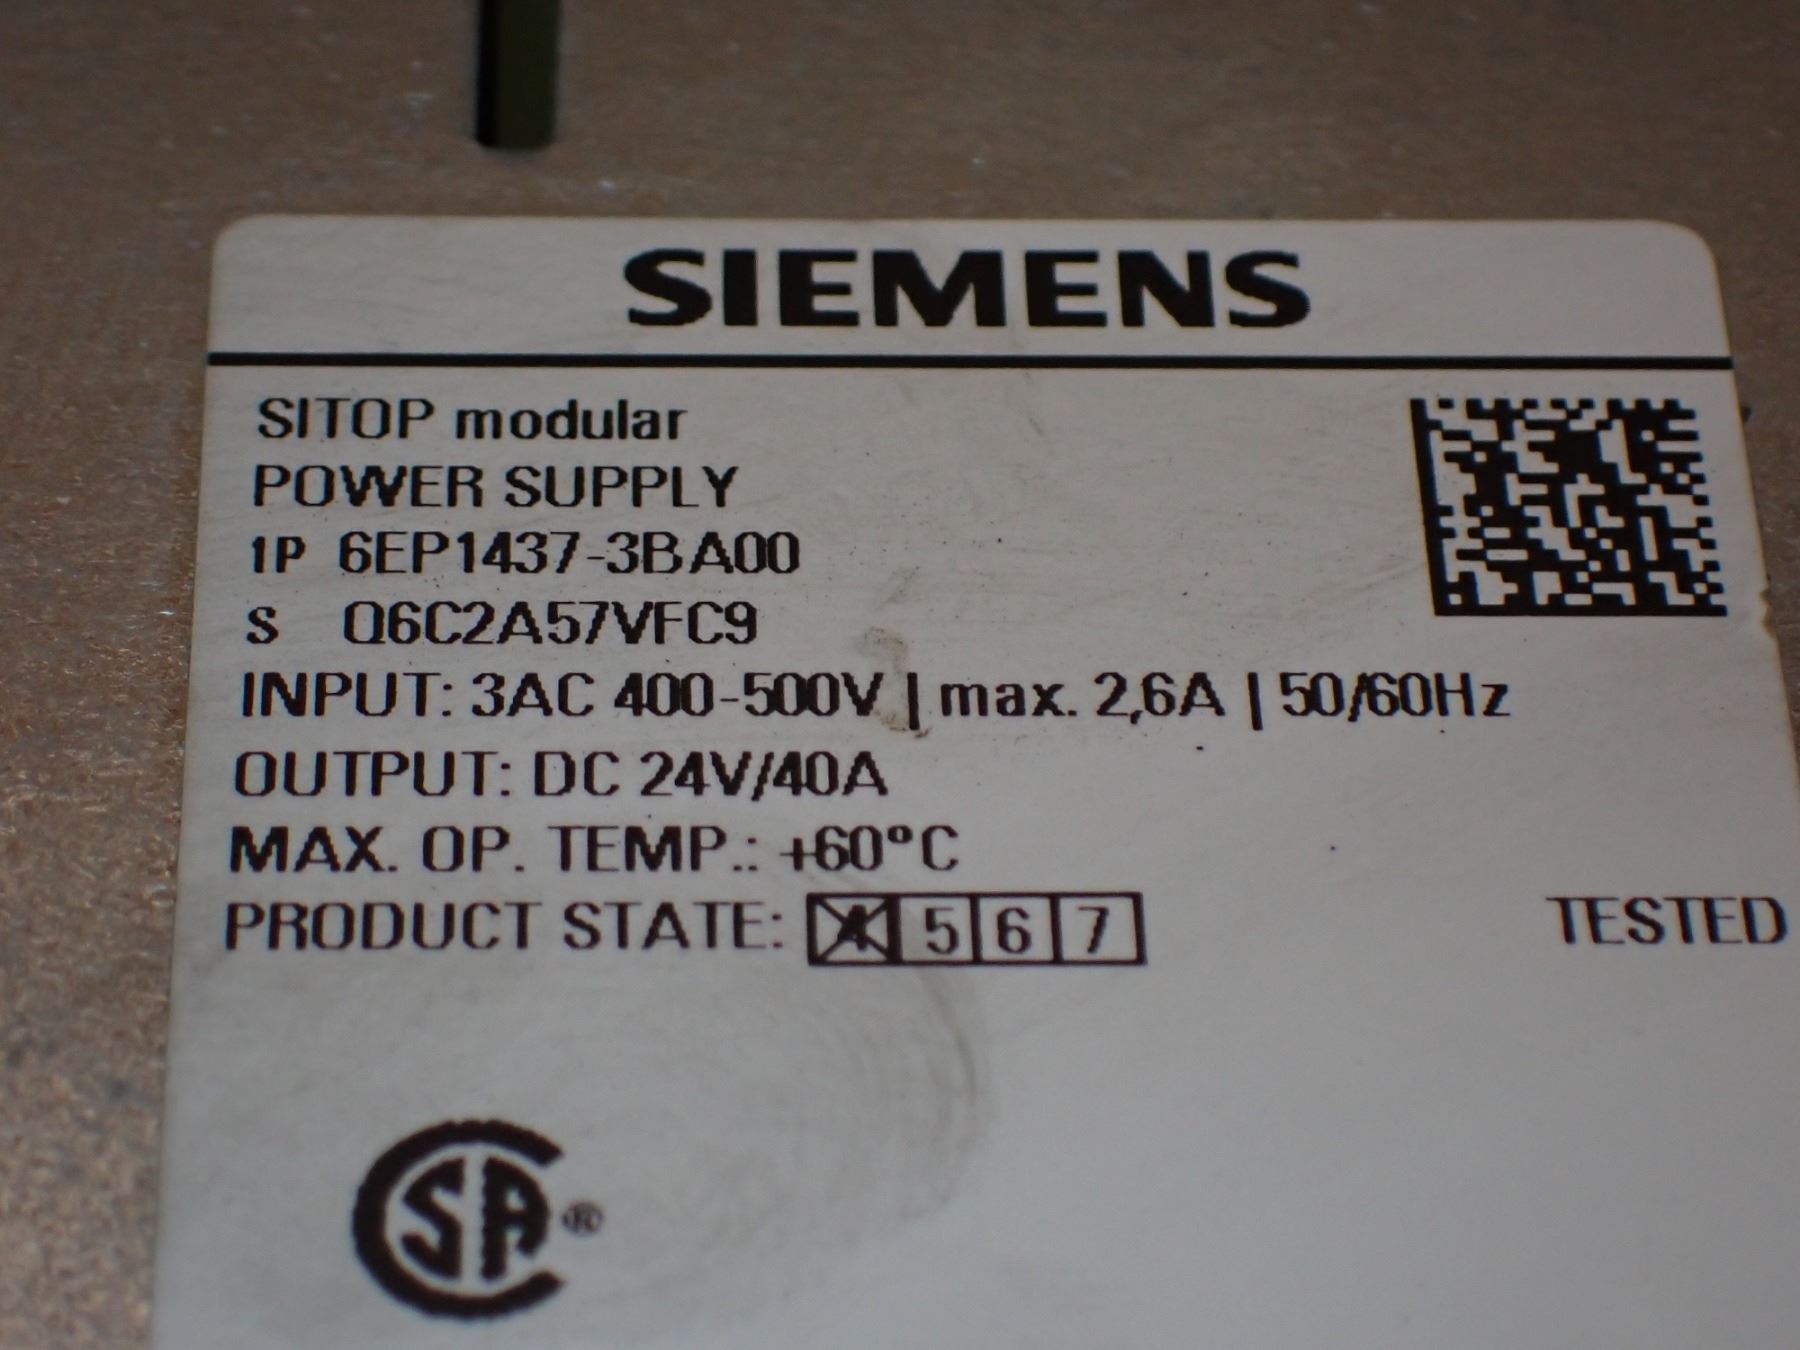 SIEMENS
SITOP modular
POWER SUPPLY
1P 6EP1437-3BA00
S Q6C2A57VFC9
INPUT: 3AC 400-500V | max. 2,6A | 50/60Hz
OUTPUT: DC 24V/40A
MAX. OP. TEMP.: +60°C
PRODUCT STATE: 4 5 6 7 TESTED
CSA ®